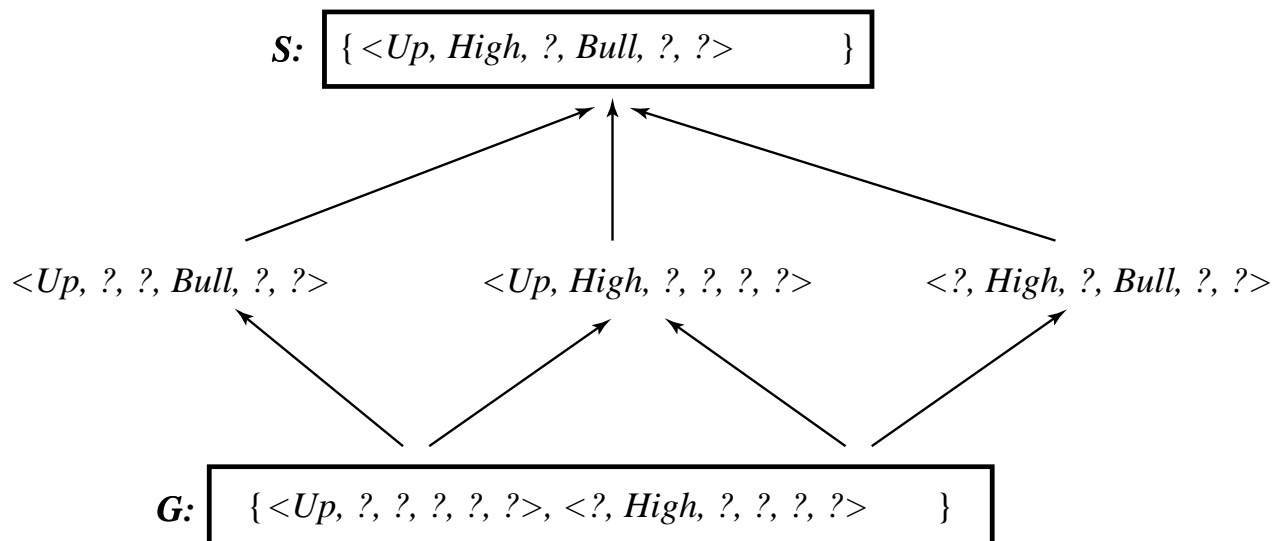 S: { <Up, High, ?, Bull, ?, ?> }
<Up, ?, ?, Bull, ?, ?> <Up, High, ?, ?, ?, ?> <?, High, ?, Bull, ?, ?>
G: { <Up, ?, ?, ?, ?, ?>, <?, High, ?, ?, ?, ?> }